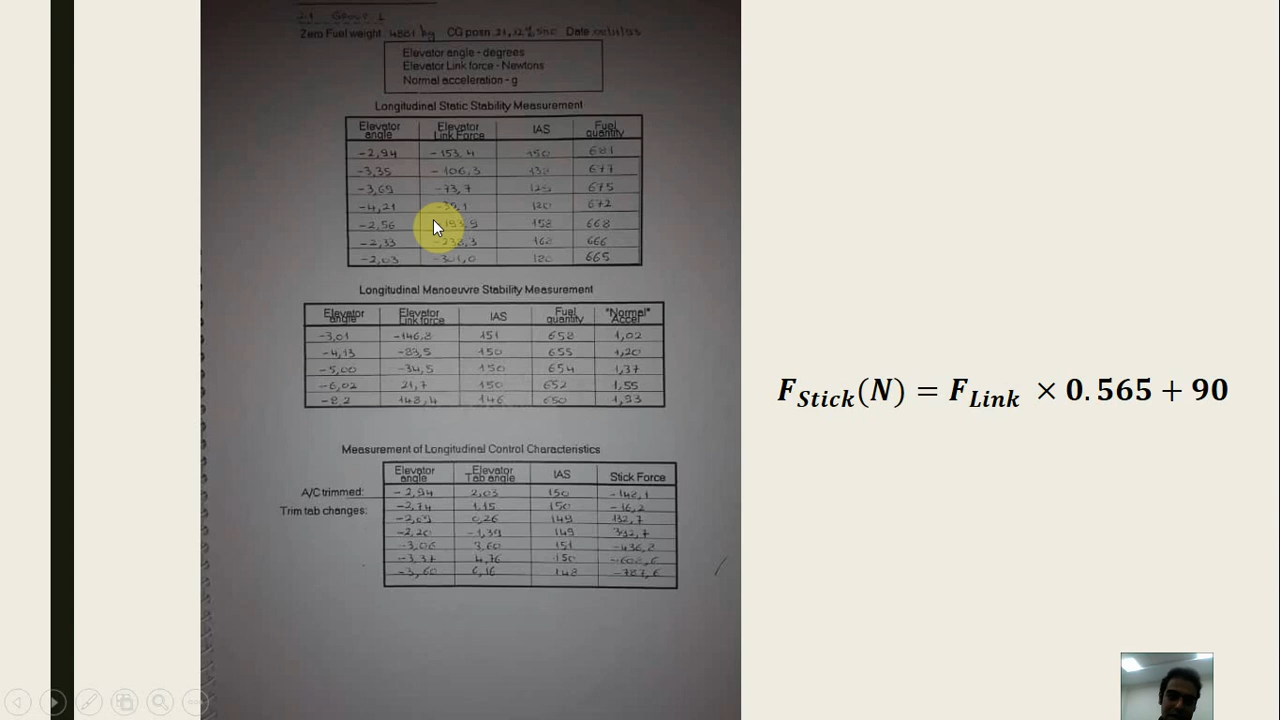 2.1 GROUP 1
Zero Fuel weight: 4881 kg CG posn. Date
Elevator angle - degrees
Elevator Link force - Newtons
Normal acceleration - g
Longitudinal Static Stability Measurement
Elevator angle Elevator Link Force IAS Fuel quantity
-2,94 -153,4 150 681
-3,35 -106,3 677
-3,69 -73,7 675
-4,21 120 672
-2,56 158 668
-2,33 666
-2,03 -301,0 665
Longitudinal Manoeuvre Stability Measurement
Elevator angle Elevator Link force IAS Fuel quantity "Normal" Accel
-3,01 -146,8 151 658 1,02
-4,13 -83,5 150 655 1,20
-5,00 -34,5 150 654 1,37
-6,02 21,7 150 652 1,55
-8,2 148,4 146 650 1,93
Measurement of Longitudinal Control Characteristics
Elevator angle Elevator Tab angle IAS Stick Force
A/C trimmed: -2,94 2,03 150 -142,1
Trim tab changes: -2,74 1,15 150 -16,2
0,26 149 132,7
-2,20 -1,39 149
-3,06 3,60 151 -436,8
-3,37 4,76 150
-3,60 6,16 148 -787,6
F_Stick(N) = F_Link × 0.565 + 90